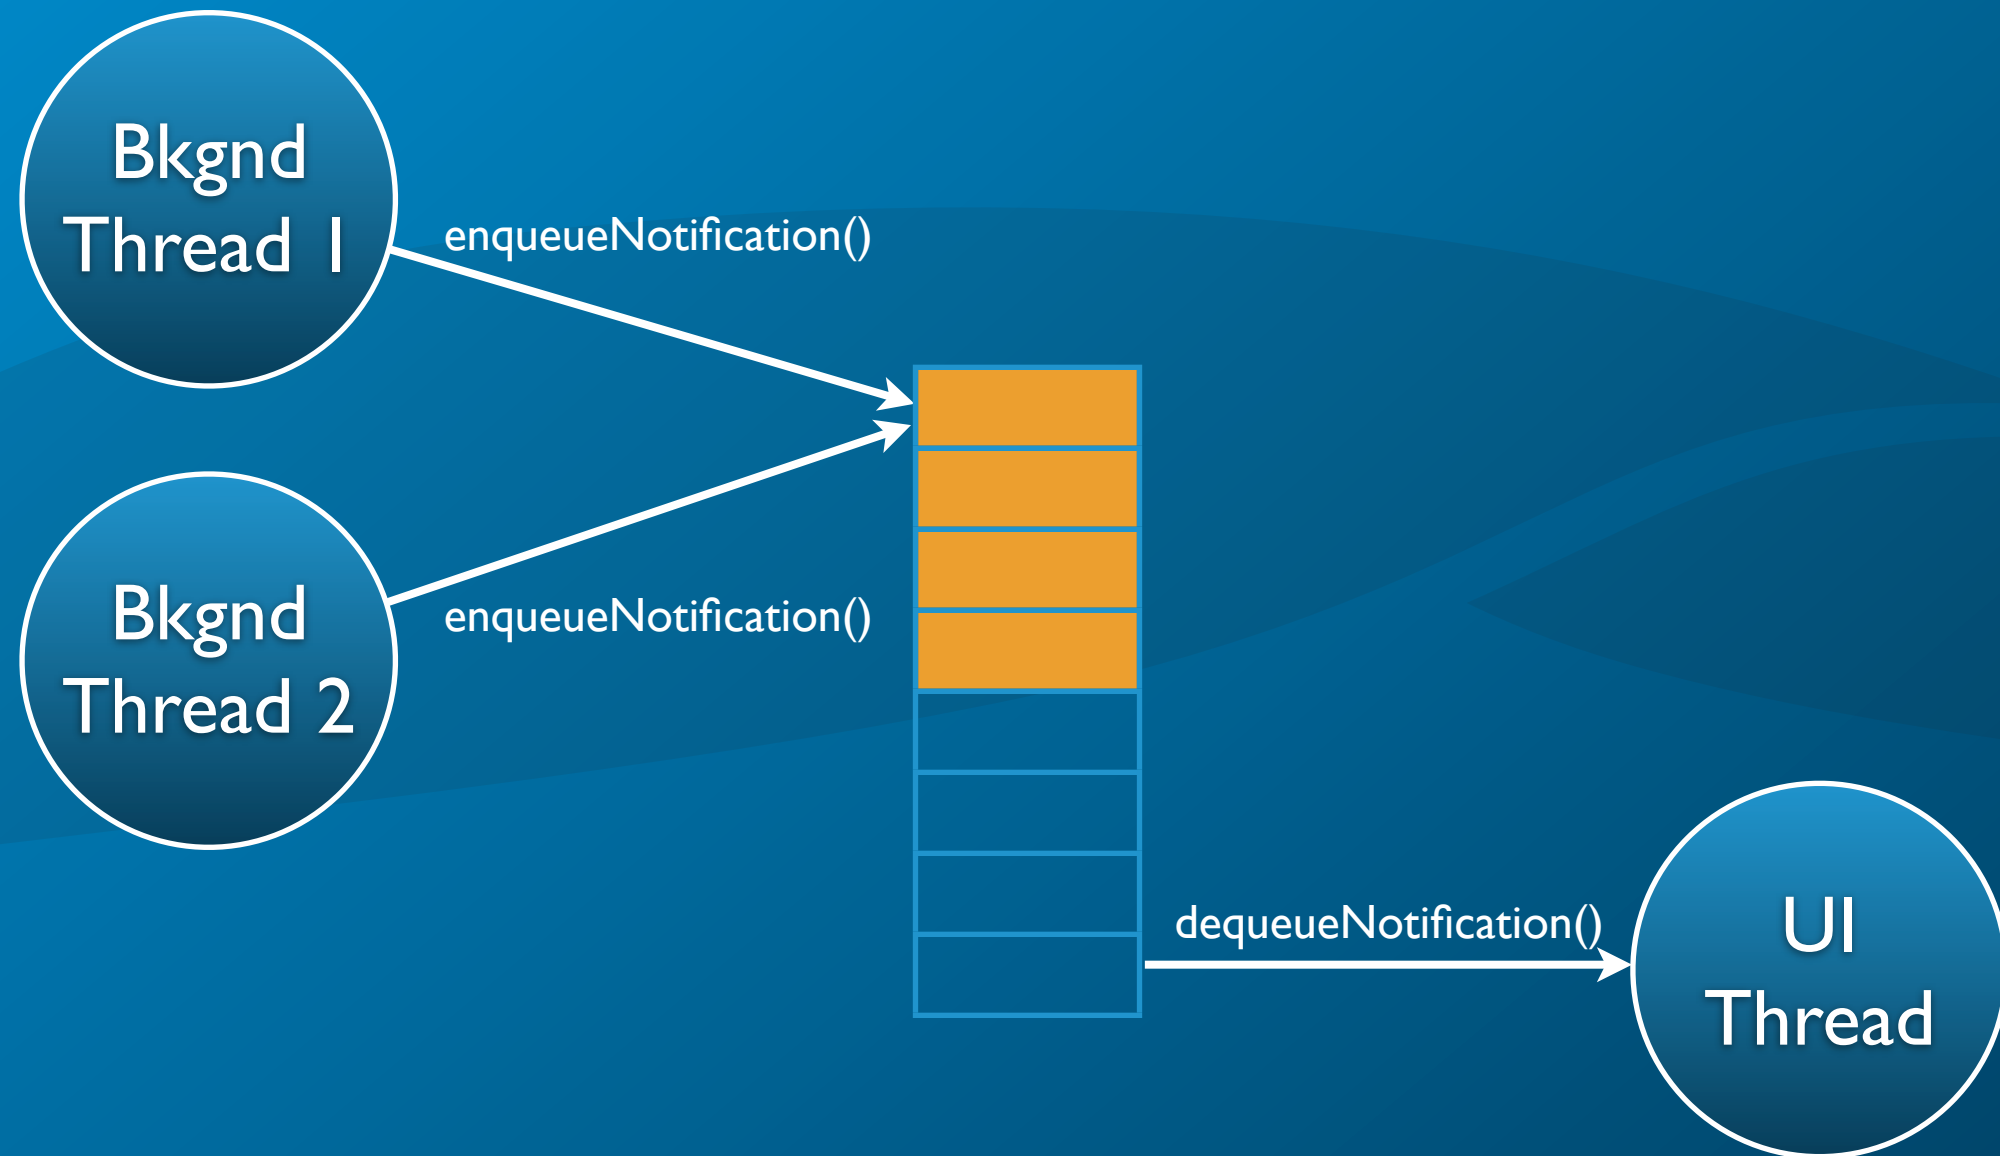 Bkgnd
Thread 1
enqueueNotification()
Bkgnd
Thread 2
enqueueNotification()
dequeueNotification()
UI
Thread